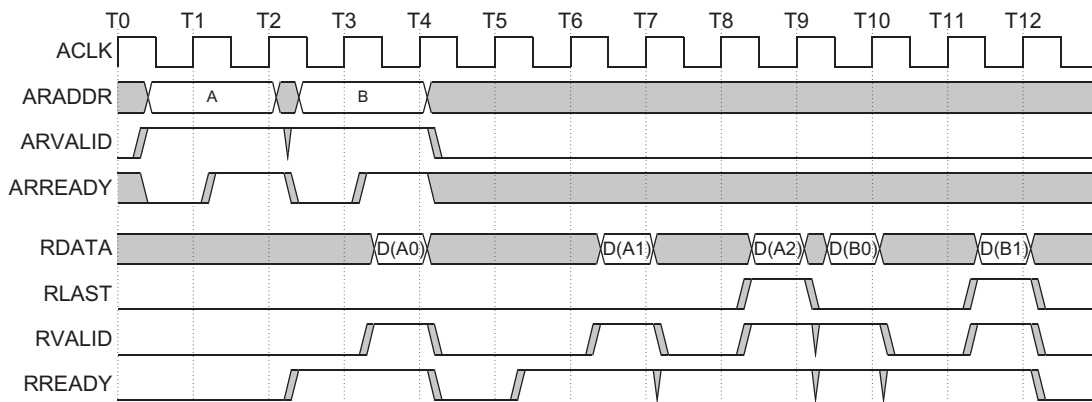 T0 T1 T2 T3 T4 T5 T6 T7 T8 T9 T10 T11 T12
ACLK
ARADDR A B
ARVALID
ARREADY
RDATA D(A0) D(A1) D(A2) D(B0) D(B1)
RLAST
RVALID
RREADY